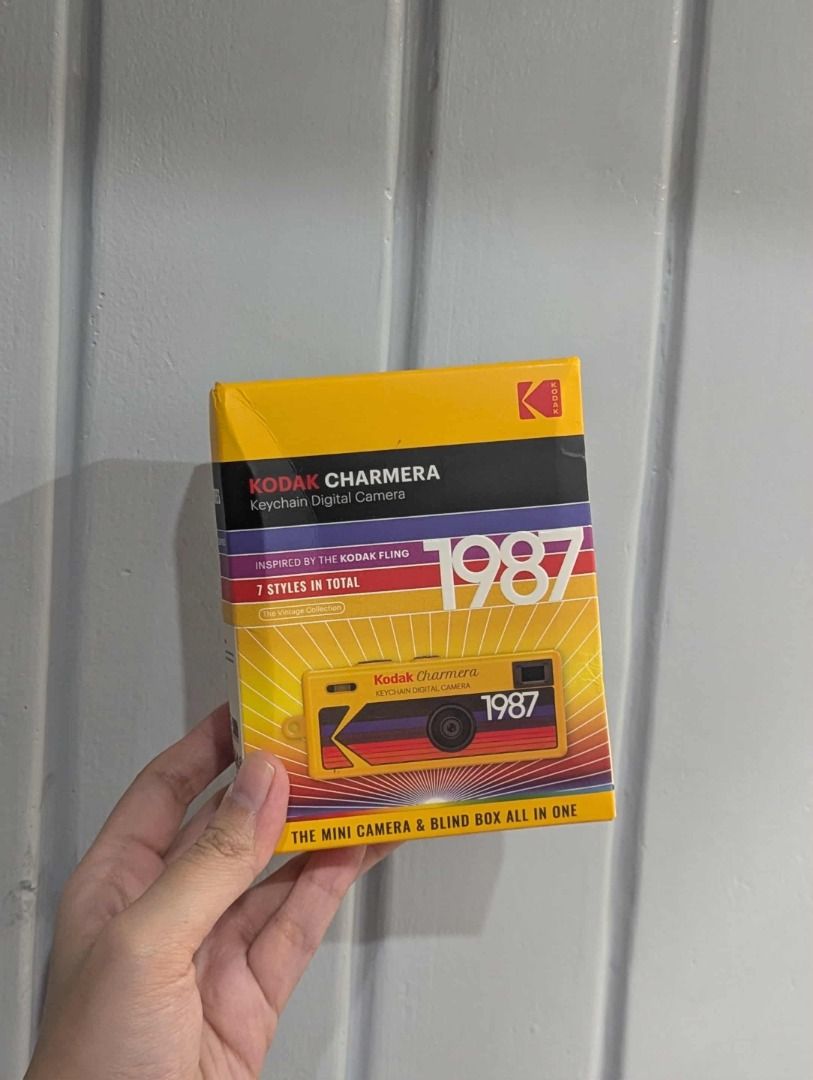 KODAK
KODAK CHARMERA
Keychain Digital Camera
INSPIRED BY THE KODAK FLING
1987
7 STYLES IN TOTAL
The Vintage Collection
Kodak Charmera
KEYCHAIN DIGITAL CAMERA
1987
THE MINI CAMERA & BLIND BOX ALL IN ONE